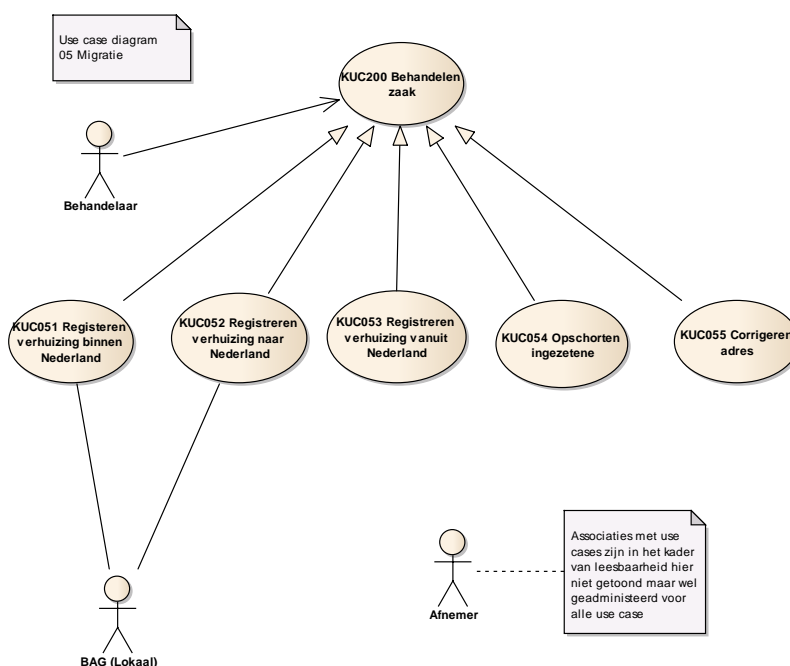 Use case diagram
05 Migratie
KUC200 Behandelen
zaak
Behandelaar
KUC051 Registeren
verhuizing binnen
Nederland
KUC052 Registreren
verhuizing naar
Nederland
KUC053 Registreren
verhuizing vanuit
Nederland
KUC054 Opschorten
ingezetene
KUC055 Corrigeren
adres
Associaties met use
cases zijn in het kader
van leesbaarheid hier
niet getoond maar wel
geadministeerd voor
alle use case
Afnemer
BAG (Lokaal)